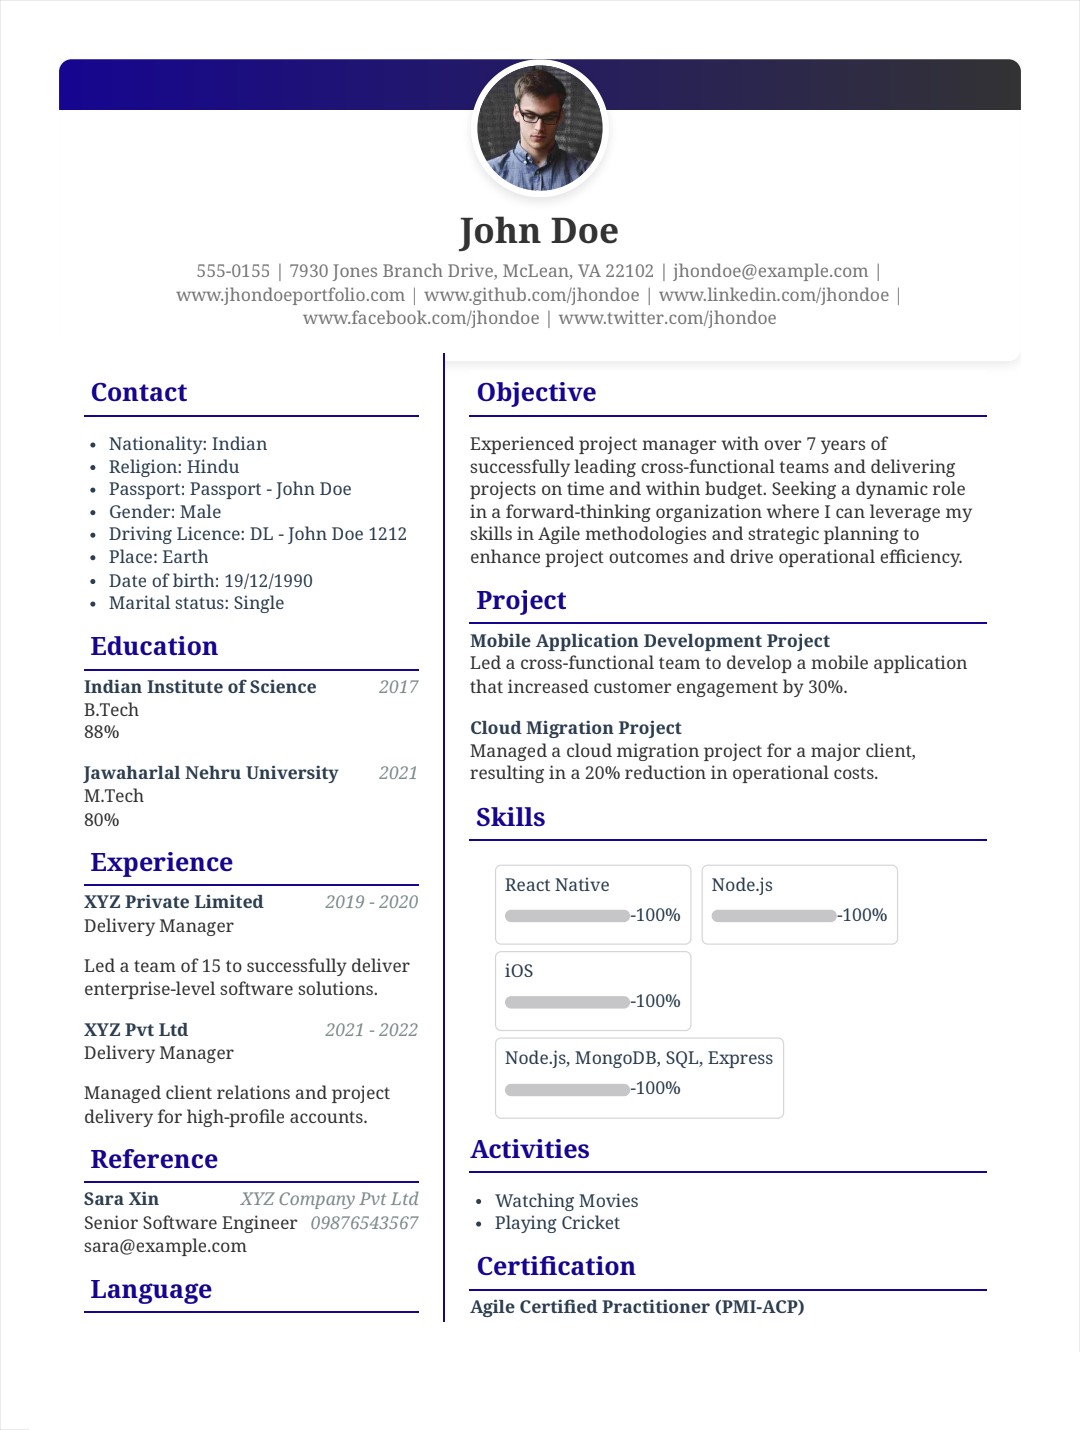 John Doe
555-0155 | 7930 Jones Branch Drive, McLean, VA 22102 | jhondoe@example.com |
www.jhondoeportfolio.com | www.github.com/jhondoe | www.linkedin.com/jhondoe |
www.facebook.com/jhondoe | www.twitter.com/jhondoe
Contact
• Nationality: Indian
• Religion: Hindu
• Passport: Passport - John Doe
• Gender: Male
• Driving Licence: DL - John Doe 1212
• Place: Earth
• Date of birth: 19/12/1990
• Marital status: Single
Education
Indian Institute of Science 2017
B.Tech
88%
Jawaharlal Nehru University 2021
M.Tech
80%
Experience
XYZ Private Limited 2019 - 2020
Delivery Manager
Led a team of 15 to successfully deliver
enterprise-level software solutions.
XYZ Pvt Ltd 2021 - 2022
Delivery Manager
Managed client relations and project
delivery for high-profile accounts.
Reference
Sara Xin XYZ Company Pvt Ltd
Senior Software Engineer 09876543567
sara@example.com
Language
Objective
Experienced project manager with over 7 years of
successfully leading cross-functional teams and delivering
projects on time and within budget. Seeking a dynamic role
in a forward-thinking organization where I can leverage my
skills in Agile methodologies and strategic planning to
enhance project outcomes and drive operational efficiency.
Project
Mobile Application Development Project
Led a cross-functional team to develop a mobile application
that increased customer engagement by 30%.
Cloud Migration Project
Managed a cloud migration project for a major client,
resulting in a 20% reduction in operational costs.
Skills
React Native
-100%
Node.js
-100%
iOS
-100%
Node.js, MongoDB, SQL, Express
-100%
Activities
• Watching Movies
• Playing Cricket
Certification
Agile Certified Practitioner (PMI-ACP)